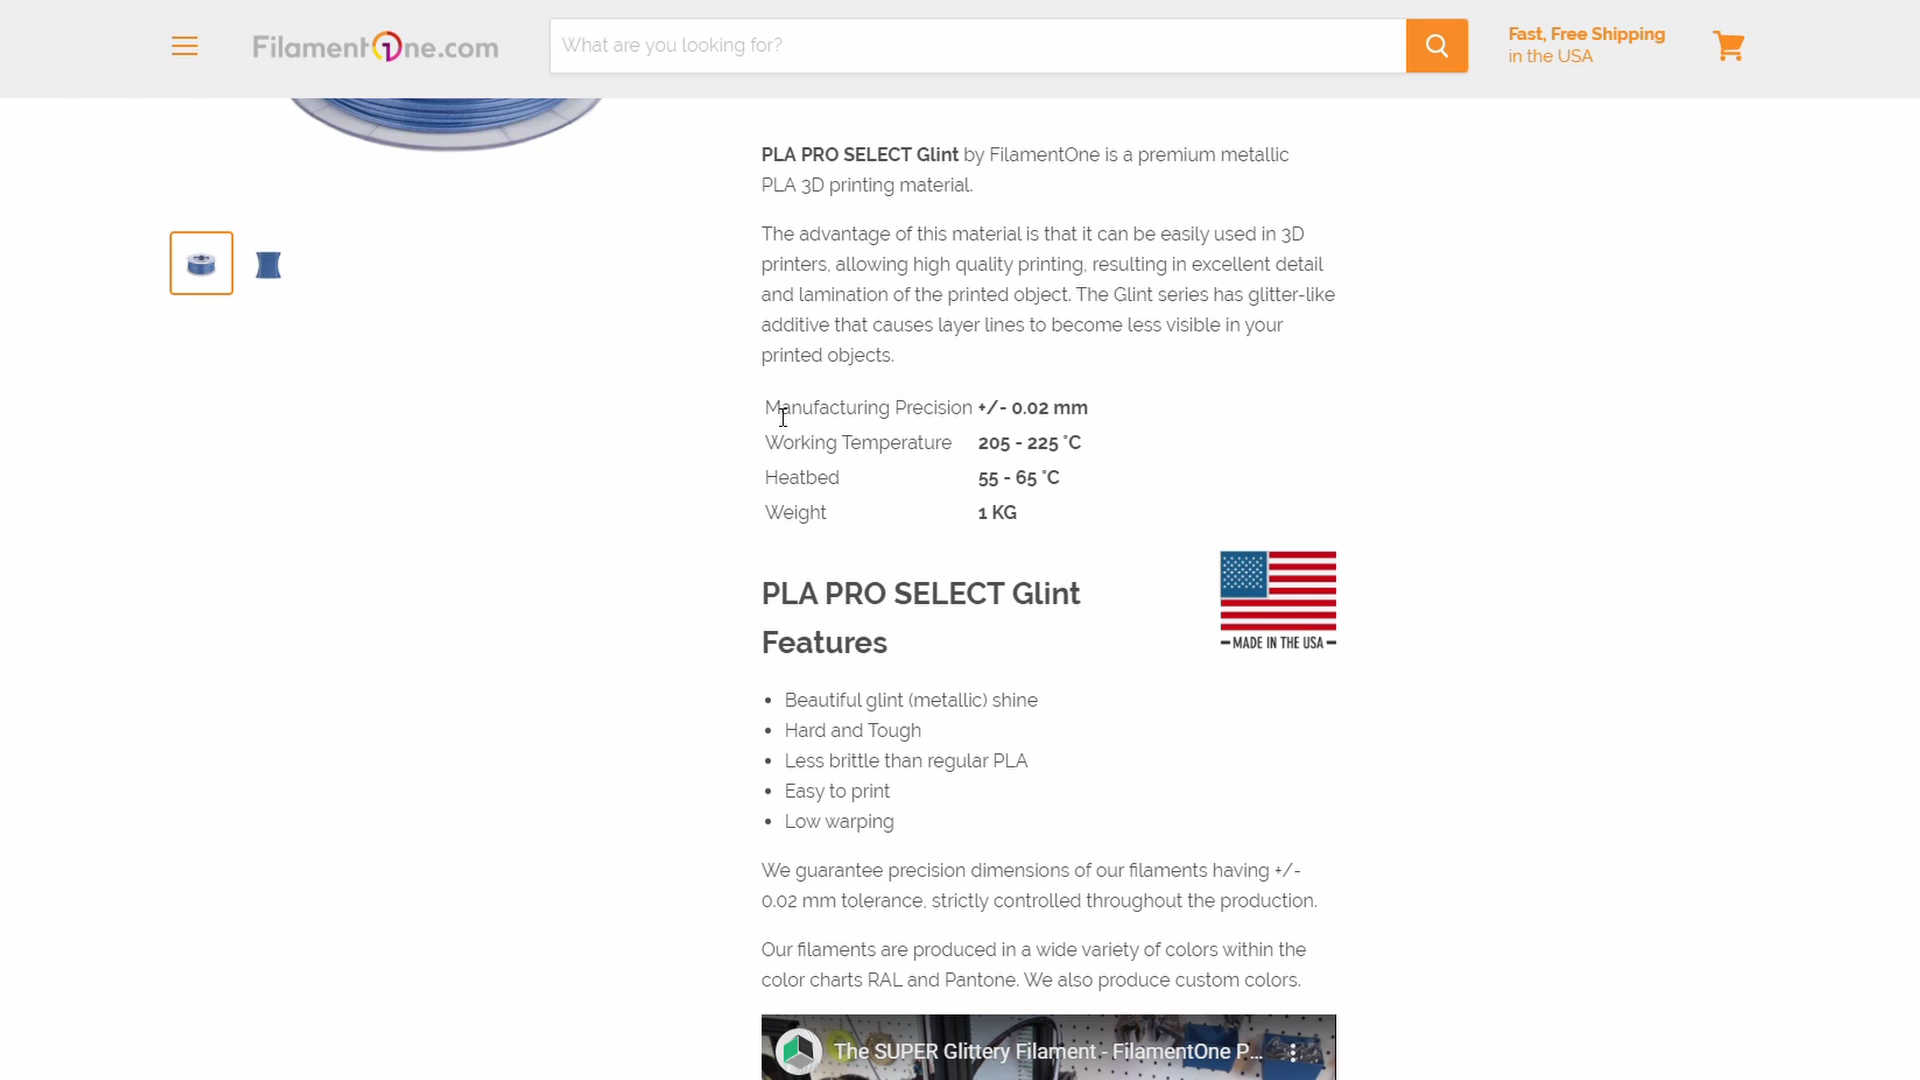 FilamentOne.com
What are you looking for?
Fast, Free Shipping
in the USA
PLA PRO SELECT Glint by FilamentOne is a premium metallic
PLA 3D printing material.
The advantage of this material is that it can be easily used in 3D
printers, allowing high quality printing, resulting in excellent detail
and lamination of the printed object. The Glint series has glitter-like
additive that causes layer lines to become less visible in your
printed objects.
Manufacturing Precision +/- 0.02 mm
Working Temperature 205 - 225 °C
Heatbed 55 - 65 °C
Weight 1 KG
PLA PRO SELECT Glint
Features
MADE IN THE USA
• Beautiful glint (metallic) shine
• Hard and Tough
• Less brittle than regular PLA
• Easy to print
• Low warping
We guarantee precision dimensions of our filaments having +/-
0.02 mm tolerance, strictly controlled throughout the production.
Our filaments are produced in a wide variety of colors within the
color charts RAL and Pantone. We also produce custom colors.
The SUPER Glittery Filament - FilamentOne P...